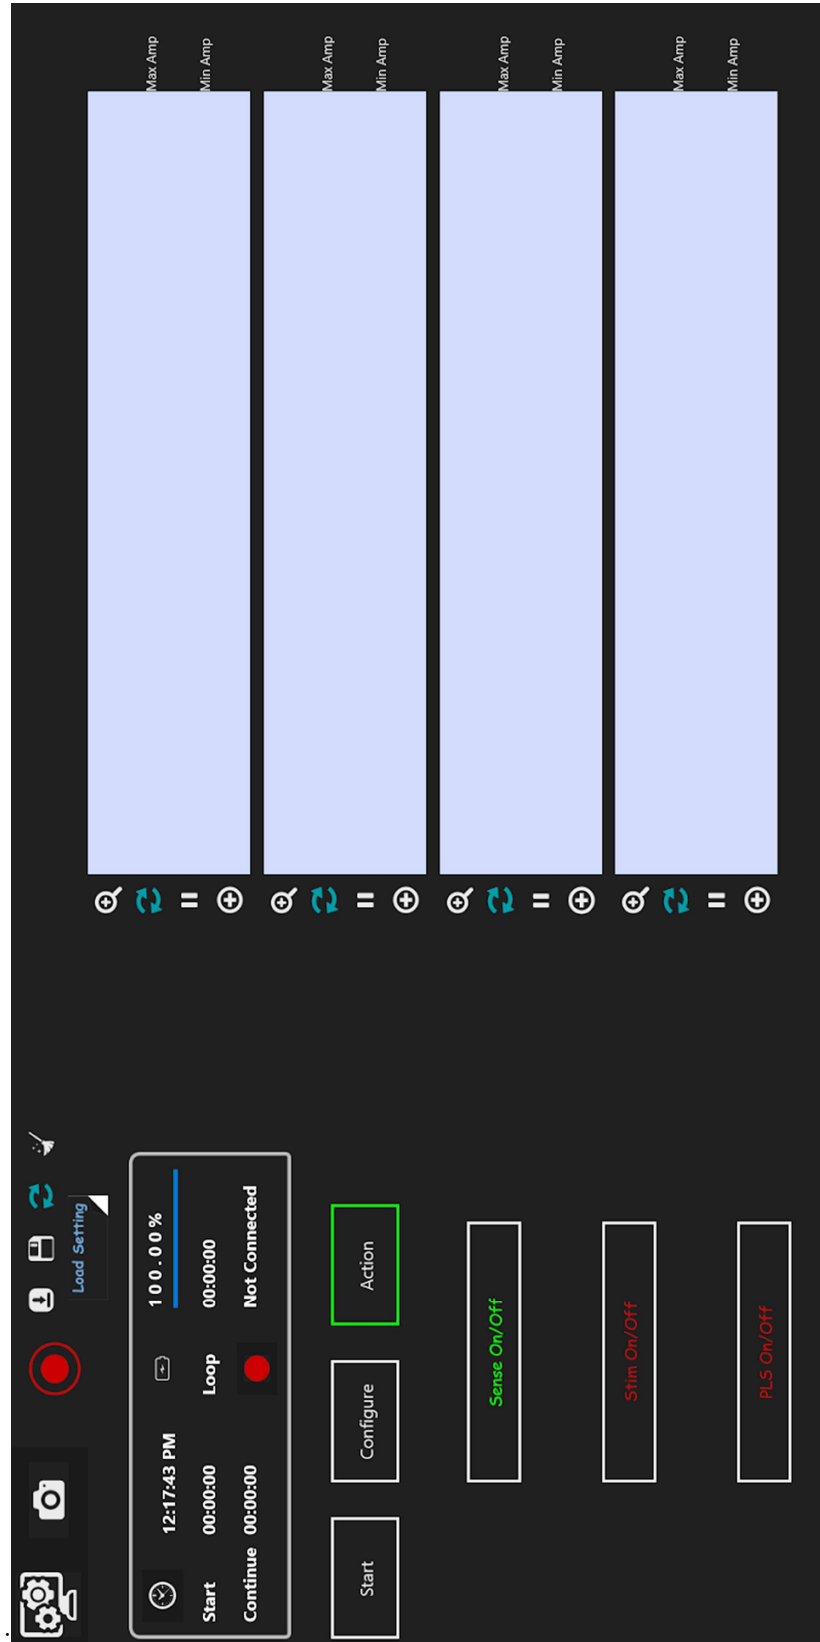 Load Setting
12:17:43 PM 100.00%
Start 00:00:00 Loop 00:00:00
Continue 00:00:00 Not Connected
Start Configure Action
Sense On/Off
Stim On/Off
PLS On/Off
Max Amp
Min Amp
Max Amp
Min Amp
Max Amp
Min Amp
Max Amp
Min Amp